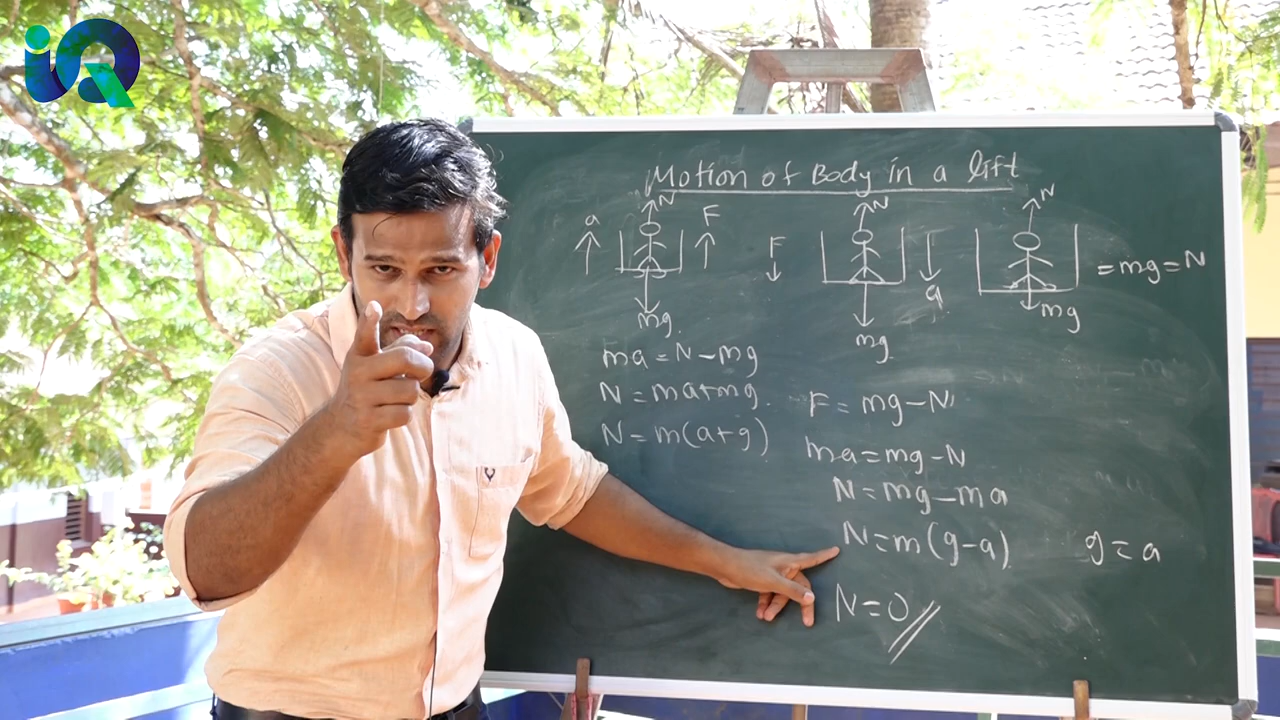 iQ
Motion of Body in a lift
a
N
F
mg
F
N
a
mg
N
mg
= mg = N
ma = N - mg
N = ma + mg
N = m(a + g)
F = mg - N
ma = mg - N
N = mg - ma
N = m(g - a)
g = a
N = 0 //